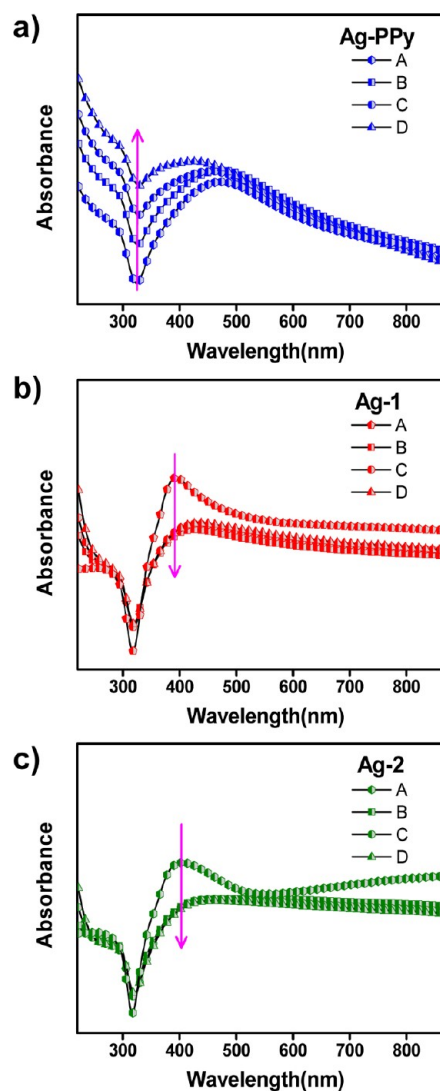 a)
Ag-PPy
A
B
C
D
Absorbance
300 400 500 600 700 800
Wavelength(nm)
b)
Ag-1
A
B
C
D
Absorbance
300 400 500 600 700 800
Wavelength(nm)
c)
Ag-2
A
B
C
D
Absorbance
300 400 500 600 700 800
Wavelength(nm)